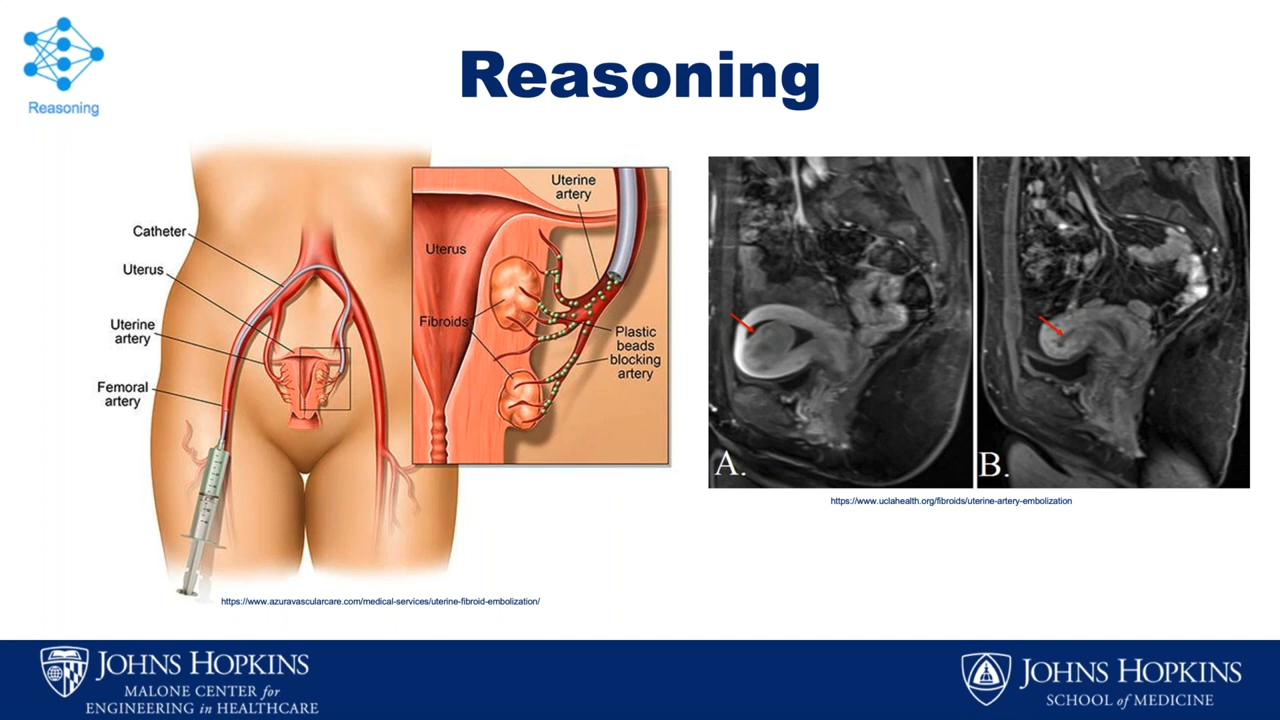 Reasoning
Reasoning
Catheter
Uterus
Uterine
artery
Femoral
artery
Uterine
artery
Uterus
Fibroids
Plastic
beads
blocking
artery
A.
B.
https://www.uclahealth.org/fibroids/uterine-artery-embolization
https://www.azuravascularcare.com/medical-services/uterine-fibroid-embolization/
JOHNS HOPKINS
MALONE CENTER for
ENGINEERING in HEALTHCARE
JOHNS HOPKINS
SCHOOL of MEDICINE